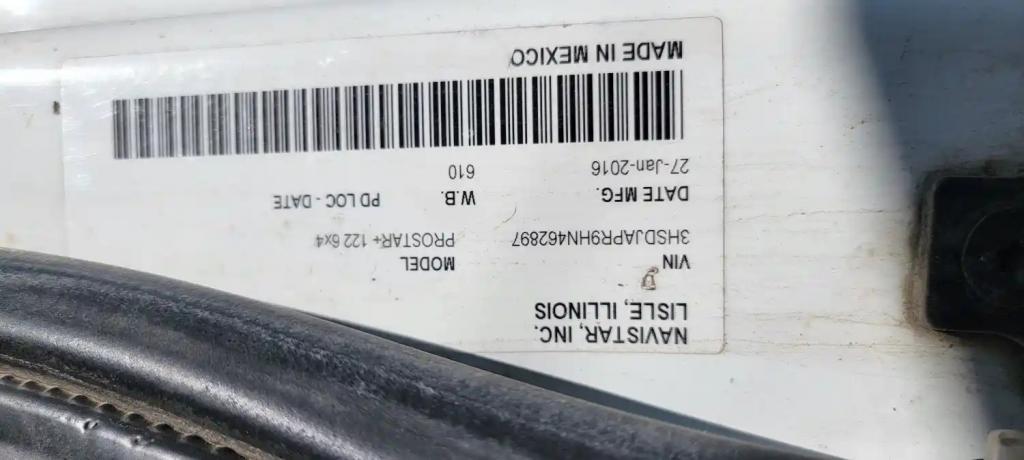 NAVISTAR, INC.
LISLE, ILLINOIS
VIN MODEL
3HSDJAPR9HN462897 PROSTAR+ 122 6x4
DATE MFG. W.B. PD LOC - DATE
27-Jan-2016 610
MADE IN MEXICO